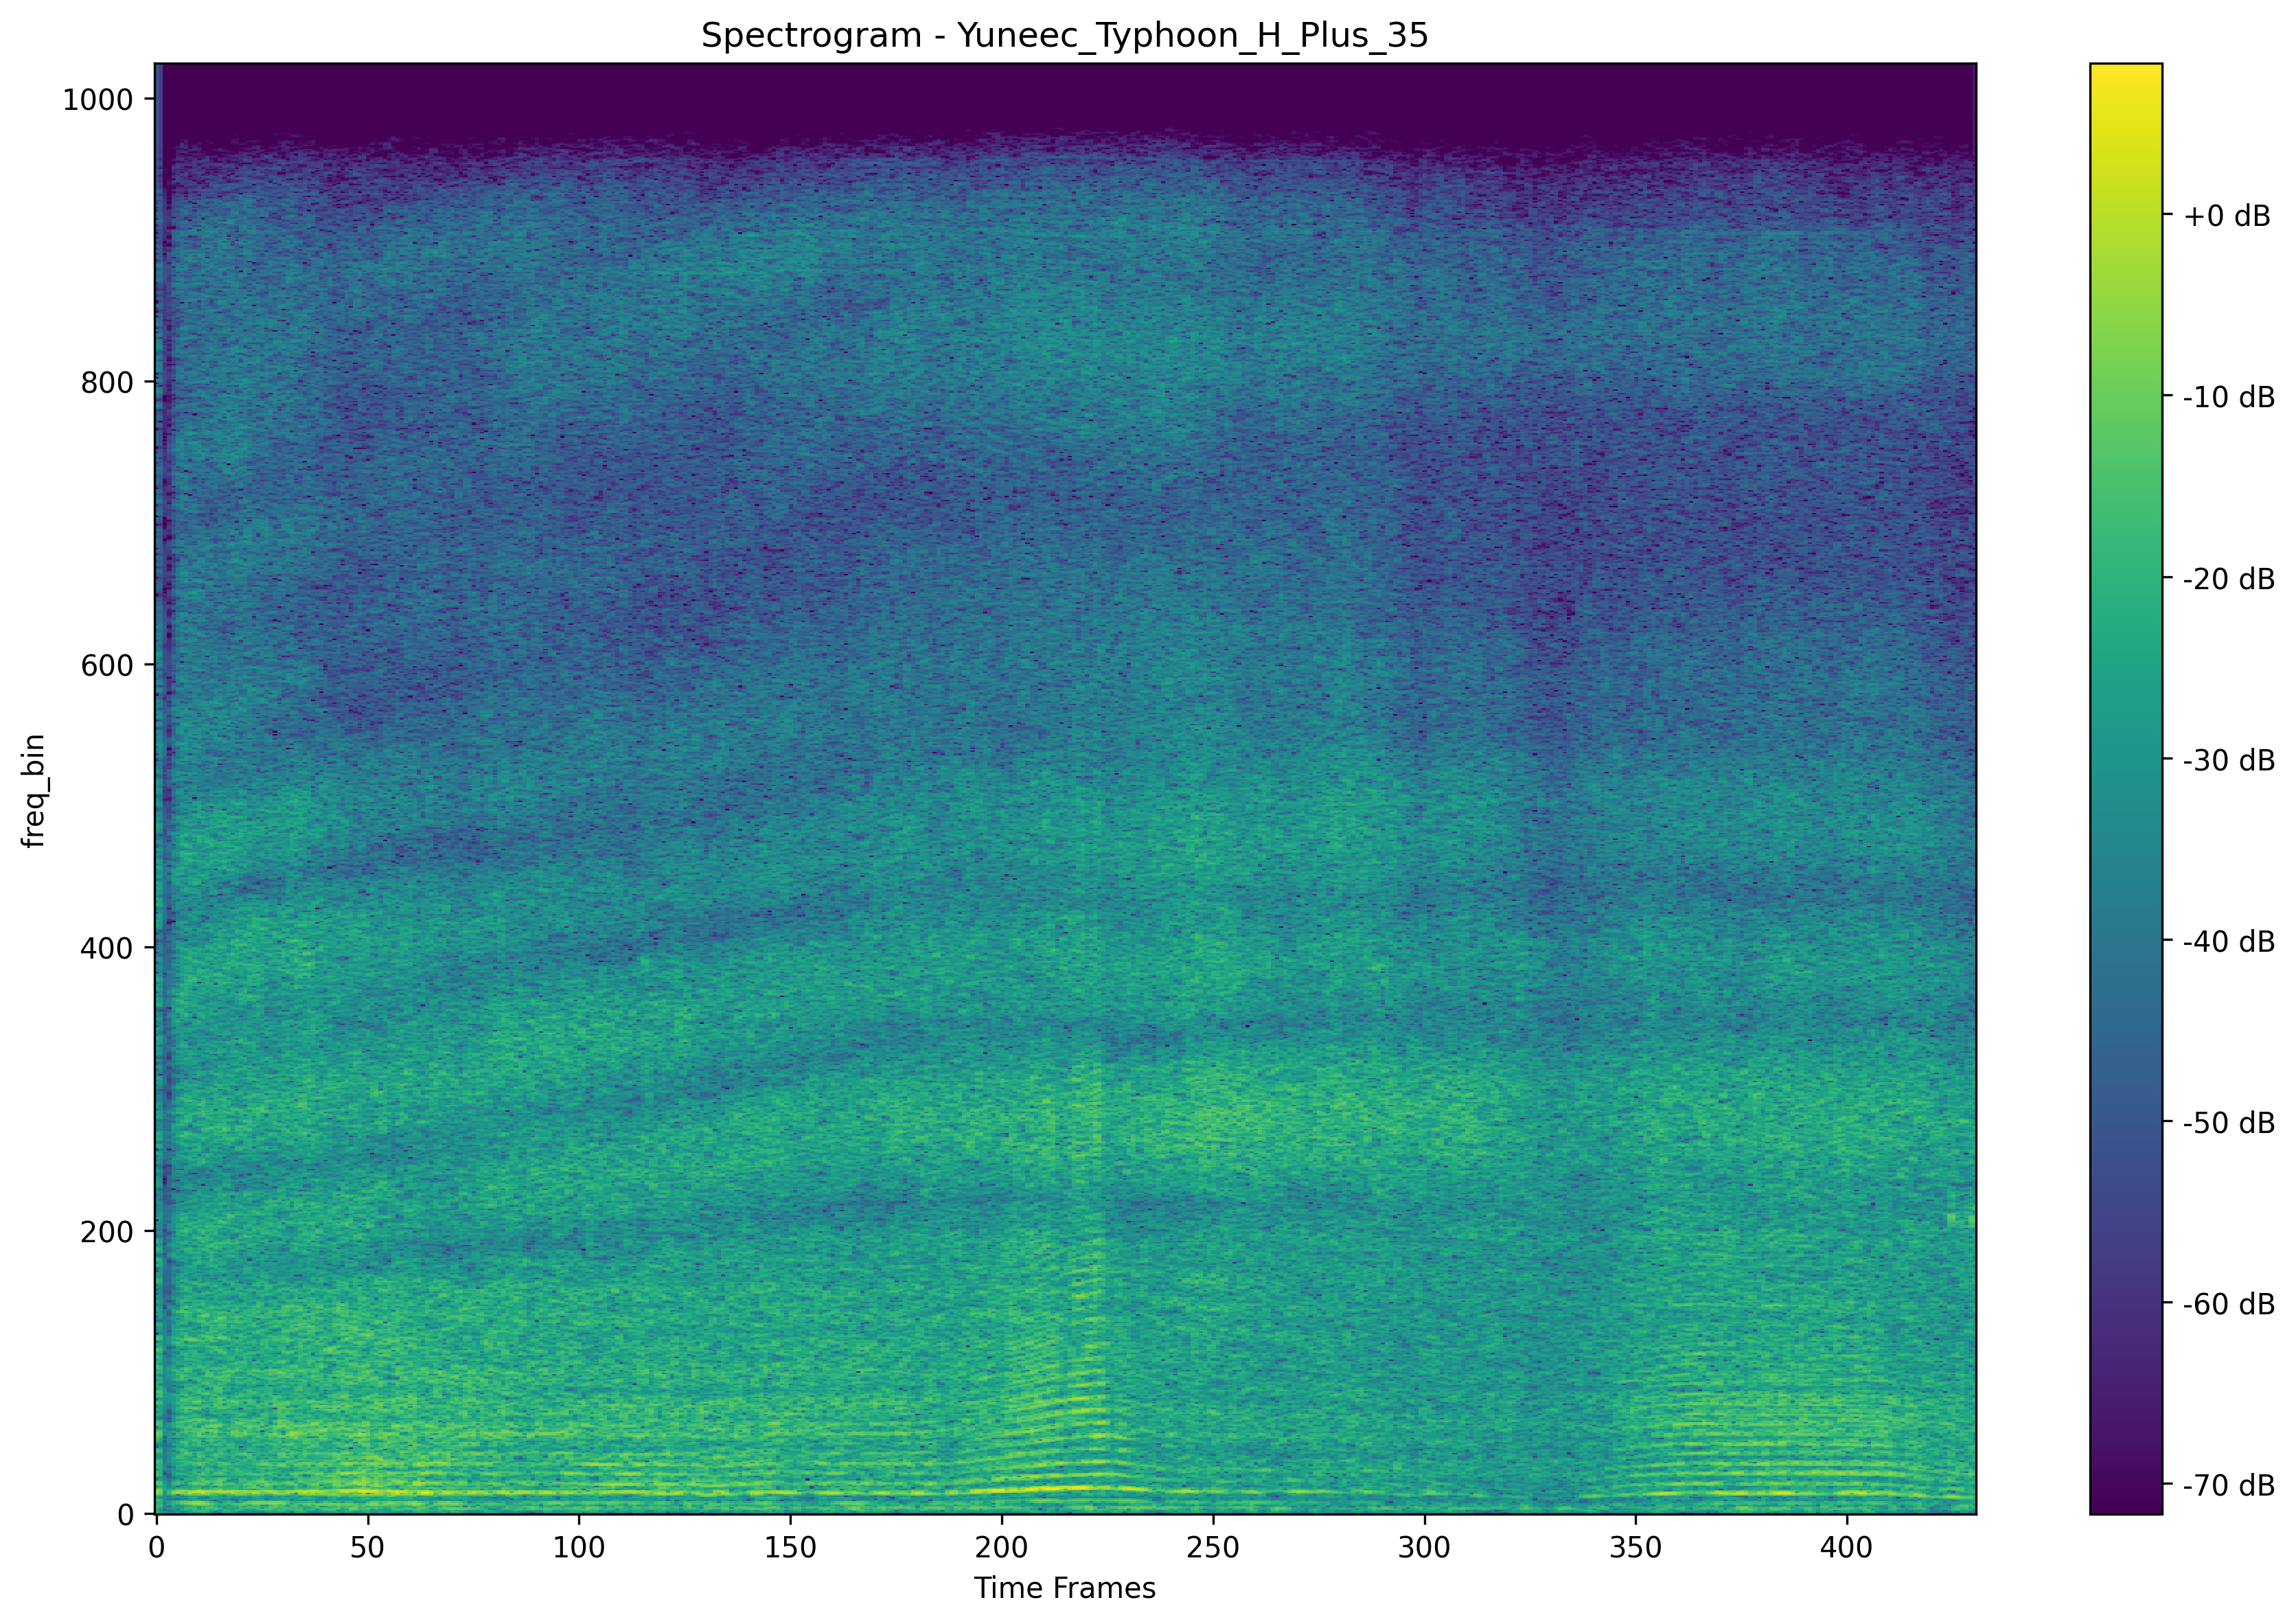 Spectrogram - Yuneec_Typhoon_H_Plus_35
freq_bin
1000
800
600
400
200
0
0 50 100 150 200 250 300 350 400
Time Frames
+0 dB
-10 dB
-20 dB
-30 dB
-40 dB
-50 dB
-60 dB
-70 dB